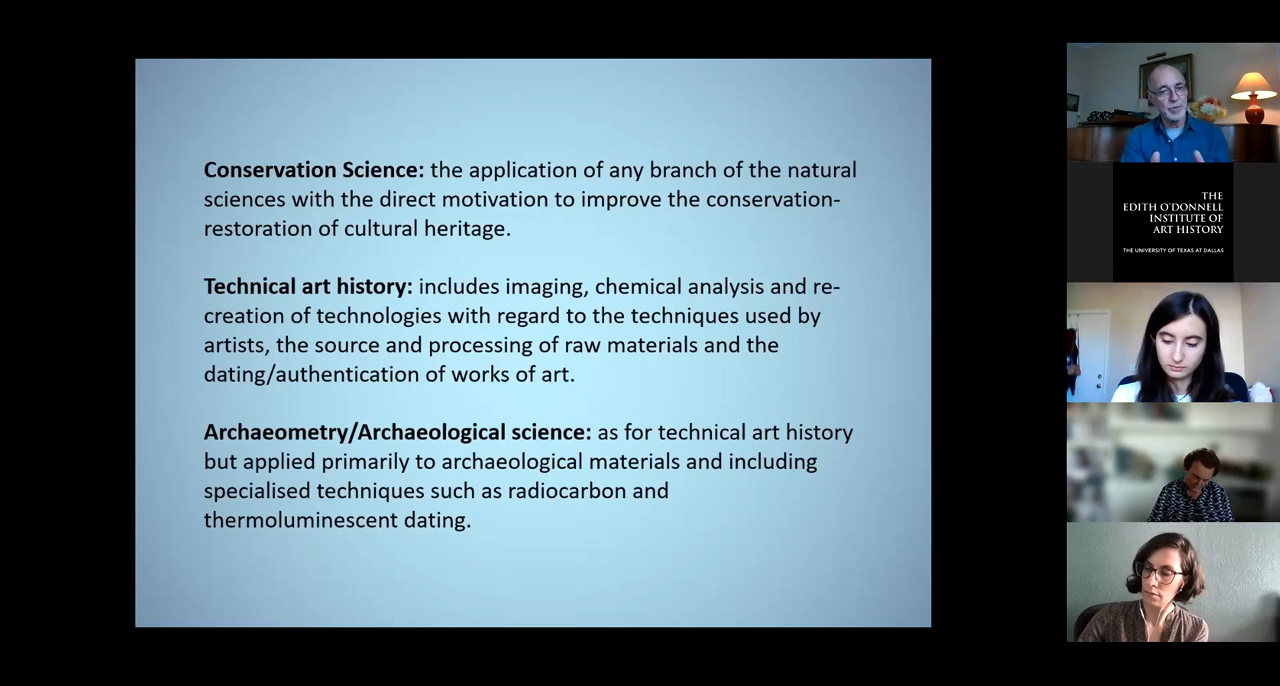 Conservation Science: the application of any branch of the natural
sciences with the direct motivation to improve the conservation-
restoration of cultural heritage.
Technical art history: includes imaging, chemical analysis and re-
creation of technologies with regard to the techniques used by
artists, the source and processing of raw materials and the
dating/authentication of works of art.
Archaeometry/Archaeological science: as for technical art history
but applied primarily to archaeological materials and including
specialised techniques such as radiocarbon and
thermoluminescent dating.
THE
EDITH O'DONNELL
INSTITUTE OF
ART HISTORY
THE UNIVERSITY OF TEXAS AT DALLAS